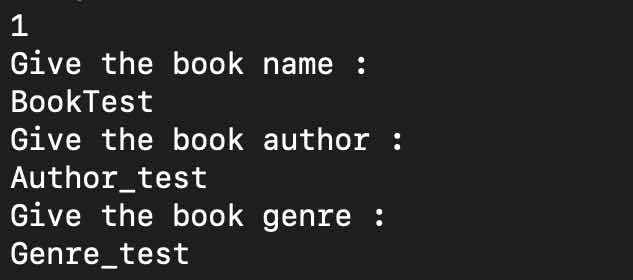 1
Give the book name :
BookTest
Give the book author :
Author_test
Give the book genre :
Genre_test